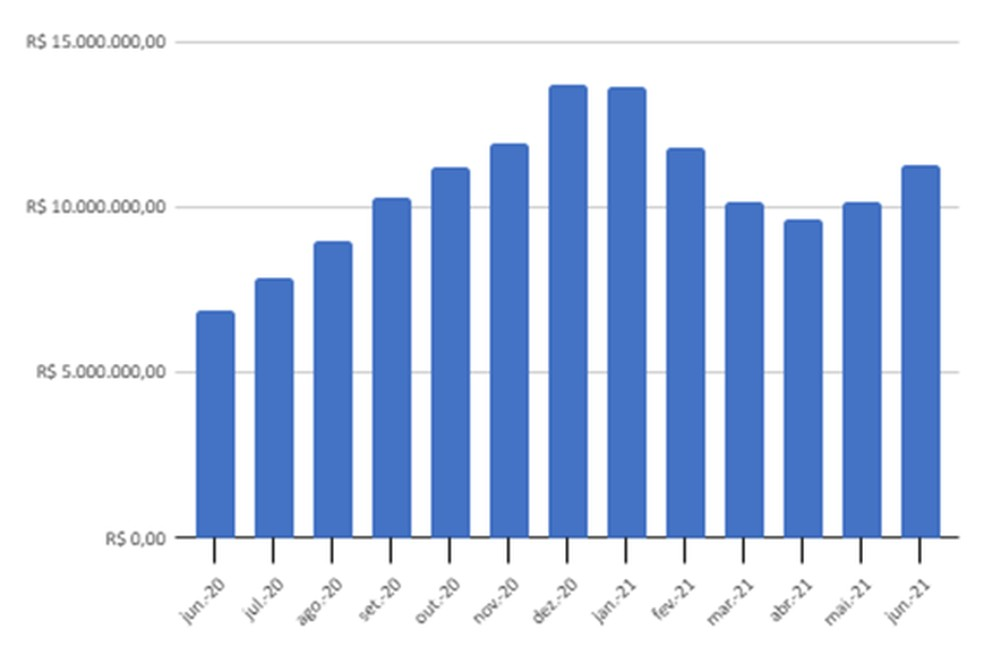 R$ 15.000.000,00
R$ 10.000.000,00
R$ 5.000.000,00
R$ 0,00
jun.-20
jul.-20
ago.-20
set.-20
out.-20
nov.-20
dez.-20
jan.-21
fev.-21
mar.-21
abr.-21
mai.-21
jun.-21